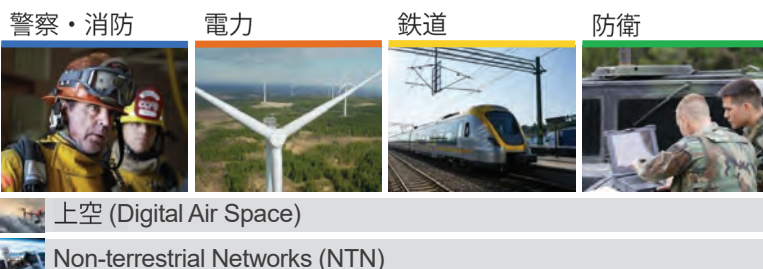 警察・消防
電力
鉄道
防衛
上空 (Digital Air Space)
Non-terrestrial Networks (NTN)